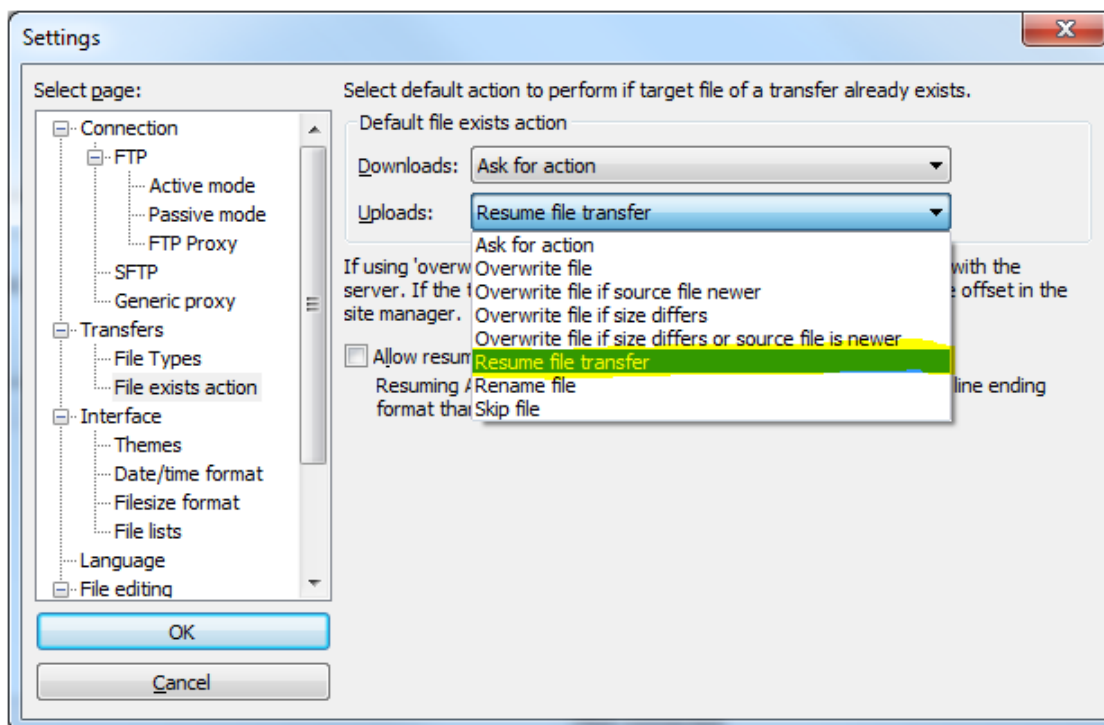 Settings
Select page:
Connection
FTP
Active mode
Passive mode
FTP Proxy
SFTP
Generic proxy
Transfers
File Types
File exists action
Interface
Themes
Date/time format
Filesize format
File lists
Language
File editing
OK
Cancel
Select default action to perform if target file of a transfer already exists.
Default file exists action
Downloads: Ask for action
Uploads: Resume file transfer
Ask for action
Overwrite file
Overwrite file if source file newer
Overwrite file if size differs
Overwrite file if size differs or source file is newer
Resume file transfer
Rename file
Skip file
If using 'overw with the
server. If the t offset in the
site manager.
Allow resum
Resuming A line ending
format tha